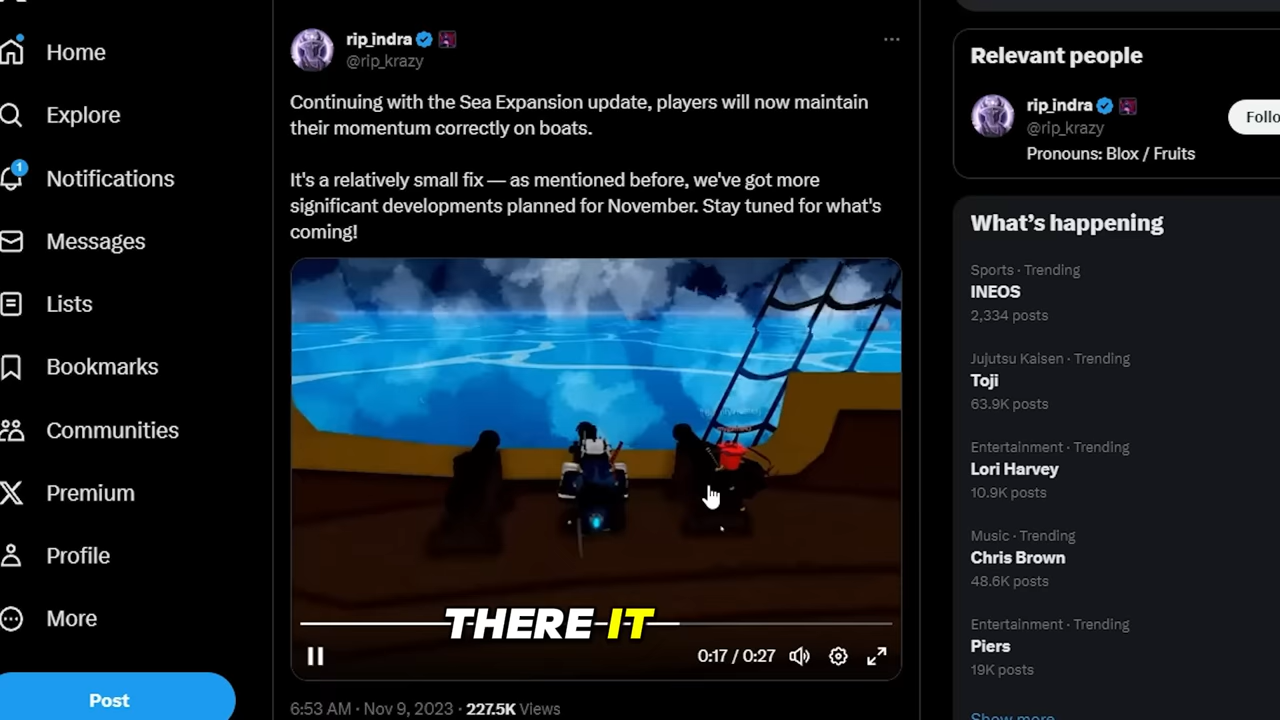 Home
Explore
1
Notifications
Messages
Lists
Bookmarks
Communities
Premium
Profile
More
Post
rip_indra
@rip_krazy
Continuing with the Sea Expansion update, players will now maintain
their momentum correctly on boats.
It's a relatively small fix — as mentioned before, we've got more
significant developments planned for November. Stay tuned for what's
coming!
THERE IT
0:17 / 0:27
6:53 AM · Nov 9, 2023 · 227.5K Views
Relevant people
rip_indra
@rip_krazy
Follo
Pronouns: Blox / Fruits
What's happening
Sports · Trending
INEOS
2,334 posts
Jujutsu Kaisen · Trending
Toji
63.9K posts
Entertainment · Trending
Lori Harvey
10.9K posts
Music · Trending
Chris Brown
48.6K posts
Entertainment · Trending
Piers
19K posts
Show more